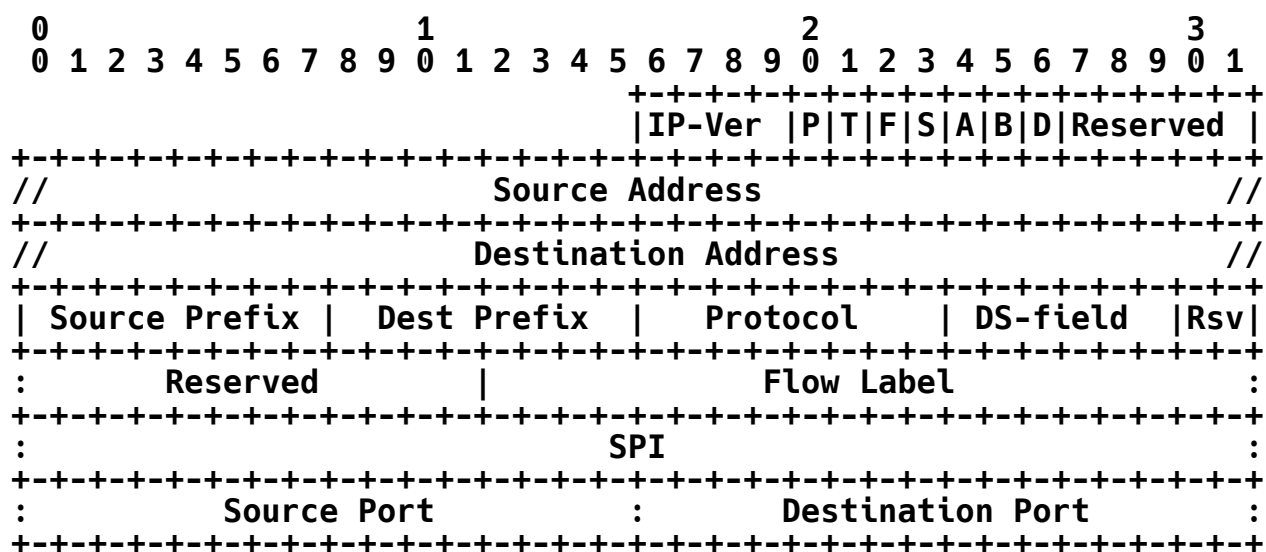 0                   1                   2                   3
 0 1 2 3 4 5 6 7 8 9 0 1 2 3 4 5 6 7 8 9 0 1 2 3 4 5 6 7 8 9 0 1
                                +-+-+-+-+-+-+-+-+-+-+-+-+-+-+-+-+
                                |IP-Ver |P|T|F|S|A|B|D|Reserved |
+-+-+-+-+-+-+-+-+-+-+-+-+-+-+-+-+-+-+-+-+-+-+-+-+-+-+-+-+-+-+-+-+
//                       Source Address                        //
+-+-+-+-+-+-+-+-+-+-+-+-+-+-+-+-+-+-+-+-+-+-+-+-+-+-+-+-+-+-+-+-+
//                      Destination Address                    //
+-+-+-+-+-+-+-+-+-+-+-+-+-+-+-+-+-+-+-+-+-+-+-+-+-+-+-+-+-+-+-+-+
| Source Prefix |  Dest Prefix  |   Protocol    | DS-field  |Rsv|
+-+-+-+-+-+-+-+-+-+-+-+-+-+-+-+-+-+-+-+-+-+-+-+-+-+-+-+-+-+-+-+-+
:       Reserved        |              Flow Label               :
+-+-+-+-+-+-+-+-+-+-+-+-+-+-+-+-+-+-+-+-+-+-+-+-+-+-+-+-+-+-+-+-+
:                              SPI                              :
+-+-+-+-+-+-+-+-+-+-+-+-+-+-+-+-+-+-+-+-+-+-+-+-+-+-+-+-+-+-+-+-+
:          Source Port          :       Destination Port        :
+-+-+-+-+-+-+-+-+-+-+-+-+-+-+-+-+-+-+-+-+-+-+-+-+-+-+-+-+-+-+-+-+